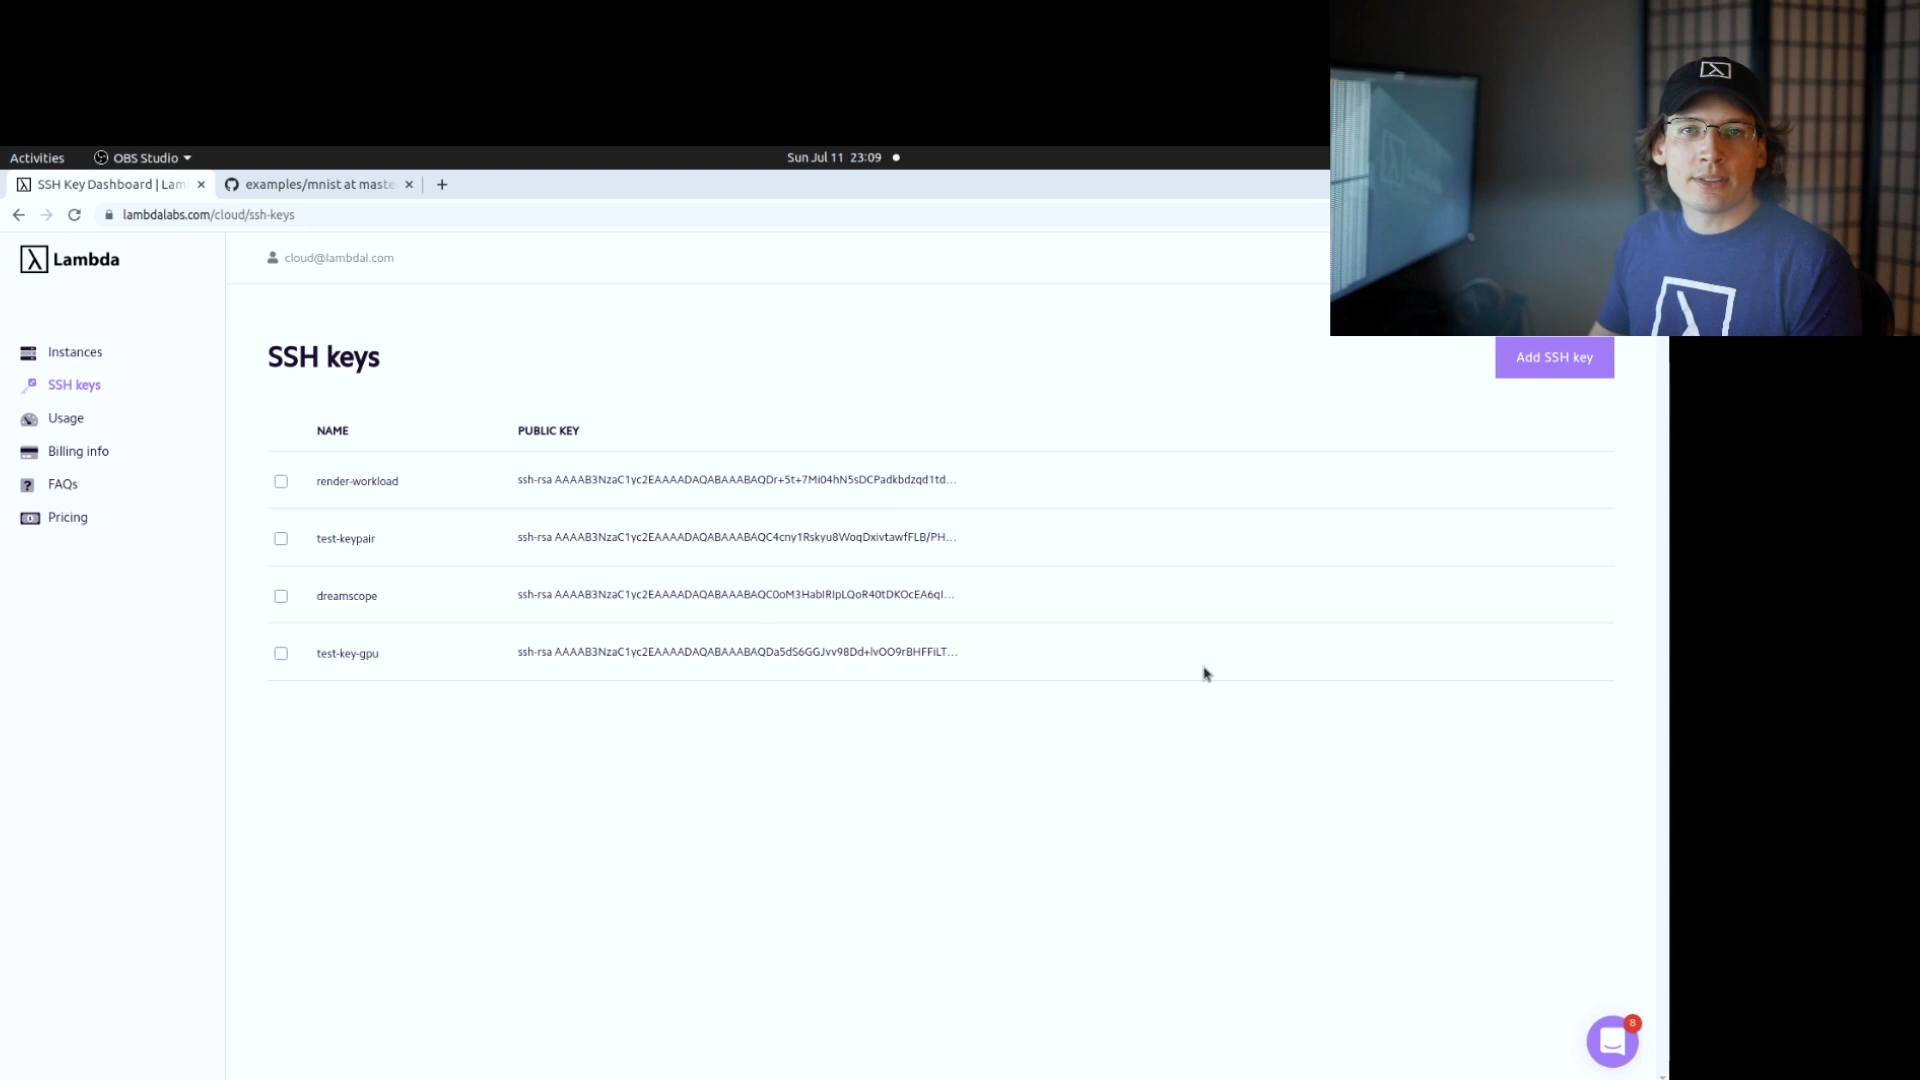 Activities OBS Studio Sun Jul 11 23:09
SSH Key Dashboard | Lam examples/mnist at maste
lambdalabs.com/cloud/ssh-keys
Lambda
cloud@lambdal.com
Instances
SSH keys
Usage
Billing info
FAQs
Pricing
SSH keys
Add SSH key
NAME PUBLIC KEY
render-workload ssh-rsa AAAAB3NzaC1yc2EAAAADAQABAAABAQDr+5t+7Mi04hN5sDCPadkbdzqd1td...
test-keypair ssh-rsa AAAAB3NzaC1yc2EAAAADAQABAAABAQC4cny1Rskyu8WoqDxivtawfFLB/PH...
dreamscope ssh-rsa AAAAB3NzaC1yc2EAAAADAQABAAABAQC0oM3HabIRIpLQoR40tDKOcEA6qI...
test-key-gpu ssh-rsa AAAAB3NzaC1yc2EAAAADAQABAAABAQDa5dS6GGJvv98Dd+lvOO9rBHFFiLT...
8